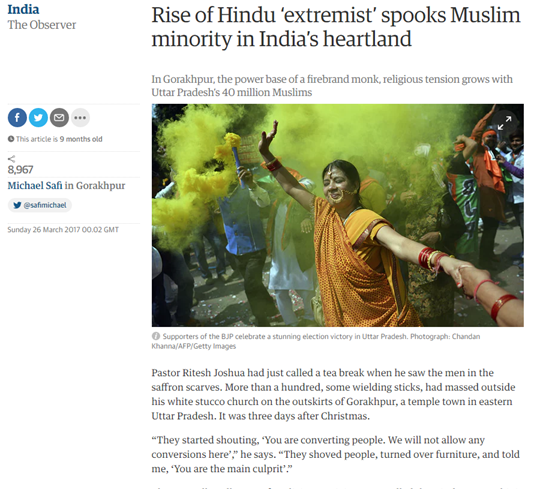 India
The Observer
Rise of Hindu ‘extremist’ spooks Muslim
minority in India’s heartland
In Gorakhpur, the power base of a firebrand monk, religious tension grows with
Uttar Pradesh’s 40 million Muslims
This article is 9 months old
8,967
Michael Safi in Gorakhpur
@safimichael
Sunday 26 March 2017 00.02 GMT
Supporters of the BJP celebrate a stunning election victory in Uttar Pradesh. Photograph: Chandan
Khanna/AFP/Getty Images
Pastor Ritesh Joshua had just called a tea break when he saw the men in the
saffron scarves. More than a hundred, some wielding sticks, had massed outside
his white stucco church on the outskirts of Gorakhpur, a temple town in eastern
Uttar Pradesh. It was three days after Christmas.
“They started shouting, ‘You are converting people. We will not allow any
conversions here’,” he says. “They shoved people, turned over furniture, and told
me, ‘You are the main culprit’.”